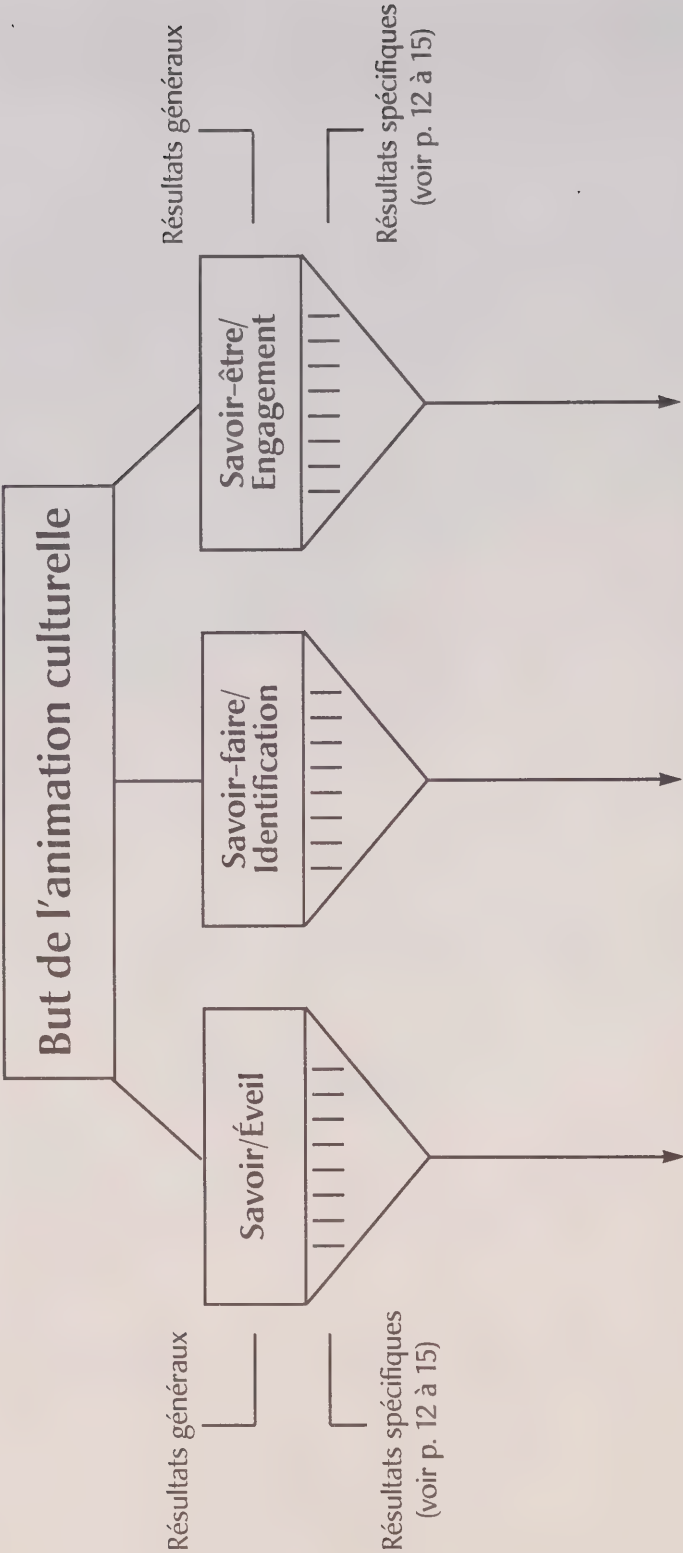 But de l'animation culturelle
Résultats généraux
Savoir/Éveil
Savoir-faire/
Identification
Savoir-être/
Engagement
Résultats généraux
Résultats spécifiques
(voir p. 12 à 15)
Résultats spécifiques
(voir p. 12 à 15)